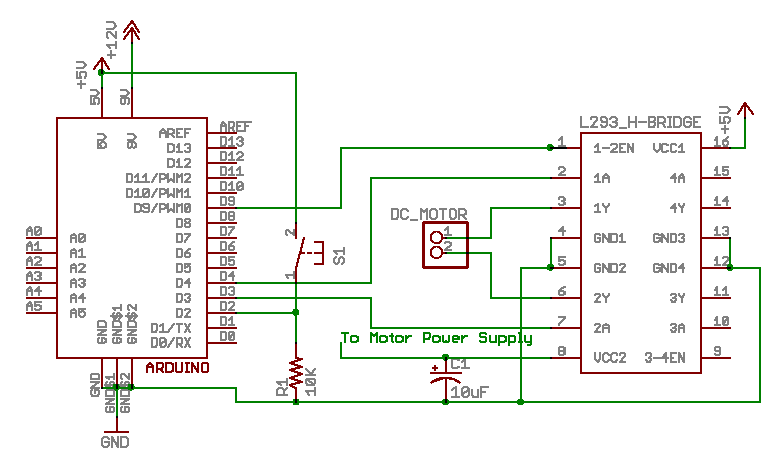 +12V
+5V
5V
9V
5V
9V
AREF
AREF
D13
D13
D12
D12
D11/PWM2
D11
D10/PWM1
D10
D9/PWM0
D9
D8
D8
A0
A0
D7
D7
A1
A1
D6
D6
A2
A2
D5
D5
A3
A3
D4
D4
A4
A4
D3
D3
A5
A5
D2
D2
D1/TX
D1
D0/RX
D0
GND
GND$1
GND$2
GND
GND$1
GND$2
ARDUINO
GND
2
1
S1
R1
10K
DC_MOTOR
1
2
To Motor Power Supply
C1
+
10uF
L293_H-BRIDGE
+5V
1
1-2EN
VCC1
16
2
1A
4A
15
3
1Y
4Y
14
4
GND1
GND3
13
5
GND2
GND4
12
6
2Y
3Y
11
7
2A
3A
10
8
VCC2
3-4EN
9